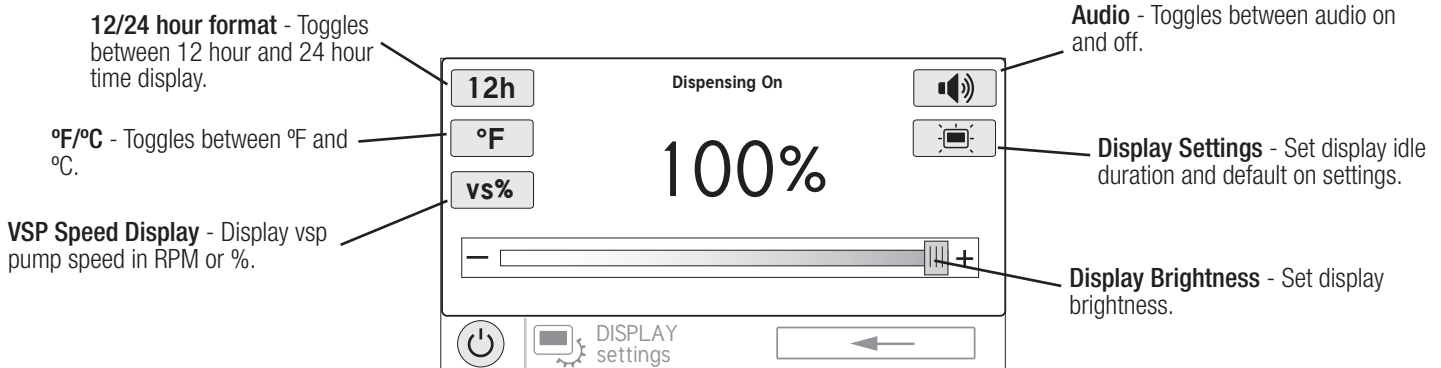 12/24 hour format - Toggles
between 12 hour and 24 hour
time display.
ºF/ºC - Toggles between ºF and
ºC.
VSP Speed Display - Display vsp
pump speed in RPM or %.
12h
°F
vs%
Dispensing On
100%
– +
DISPLAY
settings
Audio - Toggles between audio on
and off.
Display Settings - Set display idle
duration and default on settings.
Display Brightness - Set display
brightness.